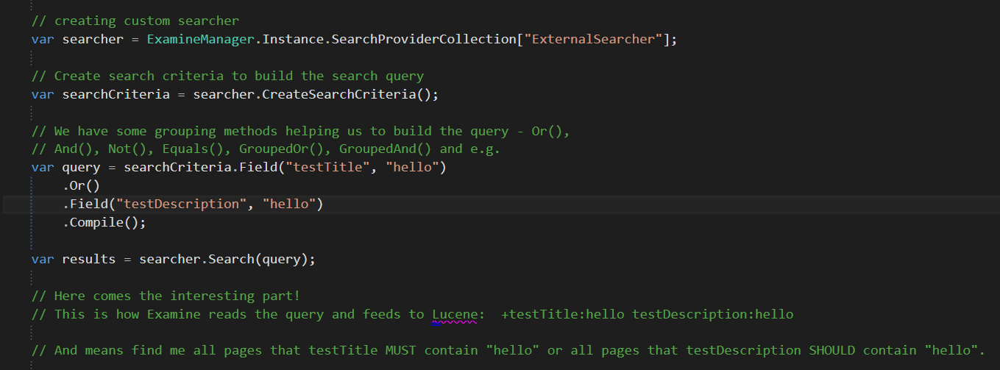 // creating custom searcher
var searcher = ExamineManager.Instance.SearchProviderCollection["ExternalSearcher"];
// Create search criteria to build the search query
var searchCriteria = searcher.CreateSearchCriteria();
// We have some grouping methods helping us to build the query - Or(),
// And(), Not(), Equals(), GroupedOr(), GroupedAnd() and e.g.
var query = searchCriteria.Field("testTitle", "hello")
.Or()
.Field("testDescription", "hello")
.Compile();
var results = searcher.Search(query);
// Here comes the interesting part!
// This is how Examine reads the query and feeds to Lucene:  +testTitle:hello testDescription:hello
// And means find me all pages that testTitle MUST contain "hello" or all pages that testDescription SHOULD contain "hello".